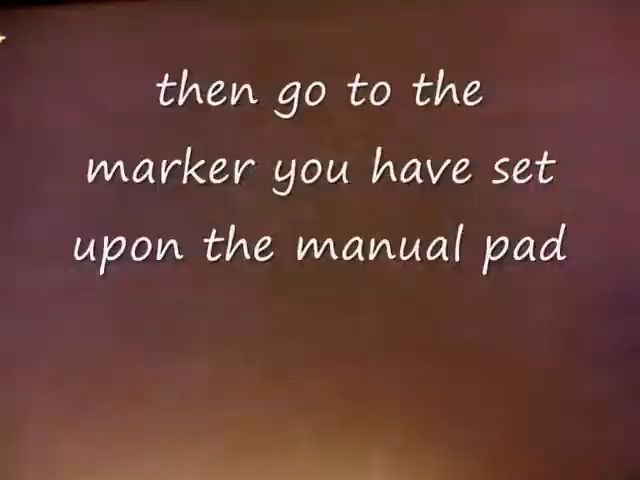 then go to the
marker you have set
upon the manual pad